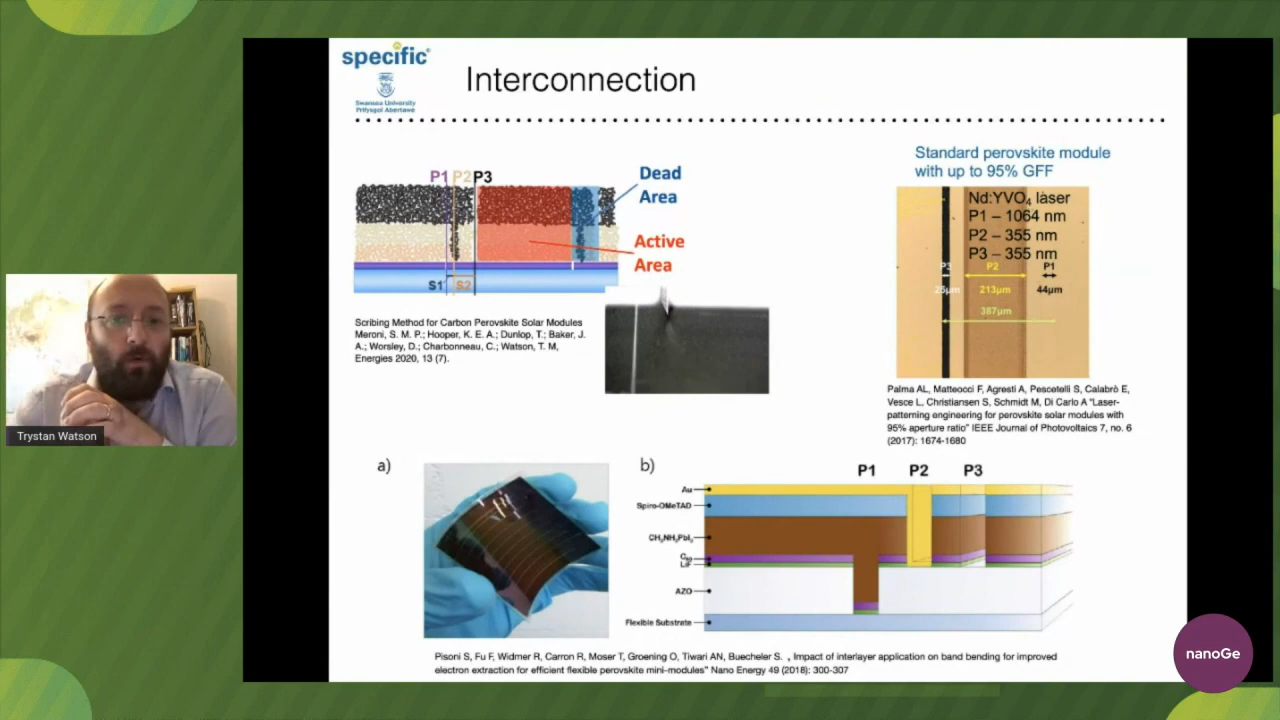 specific
Swansea University
Prifysgol Abertawe
Interconnection
P1 P2 P3
Dead
Area
Active
Area
S1 S2
Scribing Method for Carbon Perovskite Solar Modules
Meroni, S. M. P.; Hooper, K. E. A.; Dunlop, T.; Baker, J.
A.; Worsley, D.; Charbonneau, C.; Watson, T. M,
Energies 2020, 13 (7).
Standard perovskite module
with up to 95% GFF
Nd:YVO4 laser
P1 – 1064 nm
P2 – 355 nm
P3 – 355 nm
P3 P2 P1
25µm 213µm 44µm
387µm
Palma AL, Matteocci F, Agresti A, Pescetelli S, Calabrò E,
Vesce L, Christiansen S, Schmidt M, Di Carlo A "Laser-
patterning engineering for perovskite solar modules with
95% aperture ratio" IEEE Journal of Photovoltaics 7, no. 6
(2017): 1674-1680
Trystan Watson
a)
b)
P1 P2 P3
Au
Spiro-OMeTAD
CH3NH3PbI3
C60
LiF
AZO
Flexible Substrate
Pisoni S, Fu F, Widmer R, Carron R, Moser T, Groening O, Tiwari AN, Buecheler S. , Impact of interlayer application on band bending for improved
electron extraction for efficient flexible perovskite mini-modules" Nano Energy 49 (2018): 300-307
nanoGe